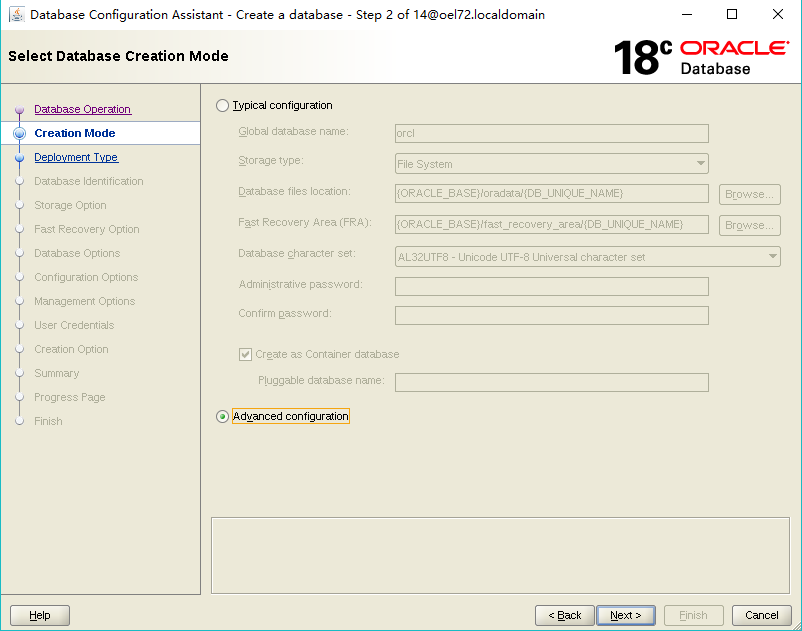 Database Configuration Assistant - Create a database - Step 2 of 14@oel72.localdomain
Select Database Creation Mode
18c ORACLE
Database
Database Operation
Creation Mode
Deployment Type
Database Identification
Storage Option
Fast Recovery Option
Database Options
Configuration Options
Management Options
User Credentials
Creation Option
Summary
Progress Page
Finish
Typical configuration
Global database name: orcl
Storage type: File System
Database files location: {ORACLE_BASE}/oradata/{DB_UNIQUE_NAME} Browse...
Fast Recovery Area (FRA): {ORACLE_BASE}/fast_recovery_area/{DB_UNIQUE_NAME} Browse...
Database character set: AL32UTF8 - Unicode UTF-8 Universal character set
Administrative password:
Confirm password:
Create as Container database
Pluggable database name:
Advanced configuration
Help < Back Next > Finish Cancel